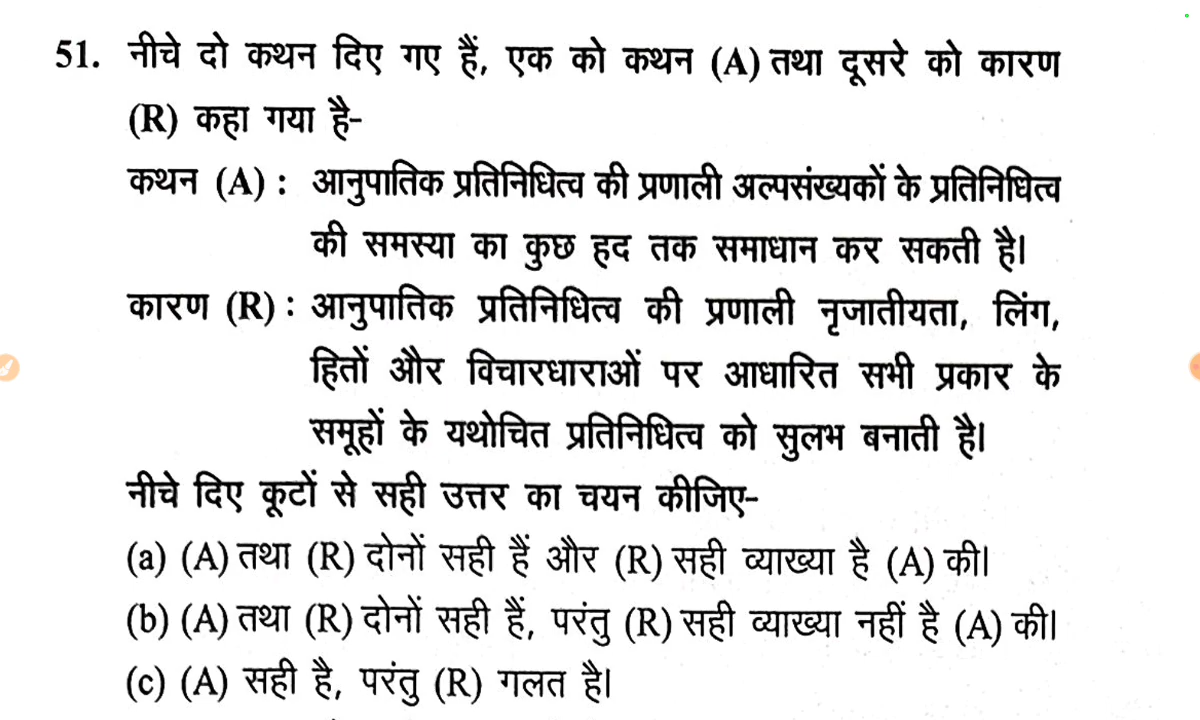 51. नीचे दो कथन दिए गए हैं, एक को कथन (A) तथा दूसरे को कारण
(R) कहा गया है-
कथन (A) : आनुपातिक प्रतिनिधित्व की प्रणाली अल्पसंख्यकों के प्रतिनिधित्व
की समस्या का कुछ हद तक समाधान कर सकती है।
कारण (R) : आनुपातिक प्रतिनिधित्व की प्रणाली नृजातीयता, लिंग,
हितों और विचारधाराओं पर आधारित सभी प्रकार के
समूहों के यथोचित प्रतिनिधित्व को सुलभ बनाती है।
नीचे दिए कूटों से सही उत्तर का चयन कीजिए-
(a) (A) तथा (R) दोनों सही हैं और (R) सही व्याख्या है (A) की।
(b) (A) तथा (R) दोनों सही हैं, परंतु (R) सही व्याख्या नहीं है (A) की।
(c) (A) सही है, परंतु (R) गलत है।